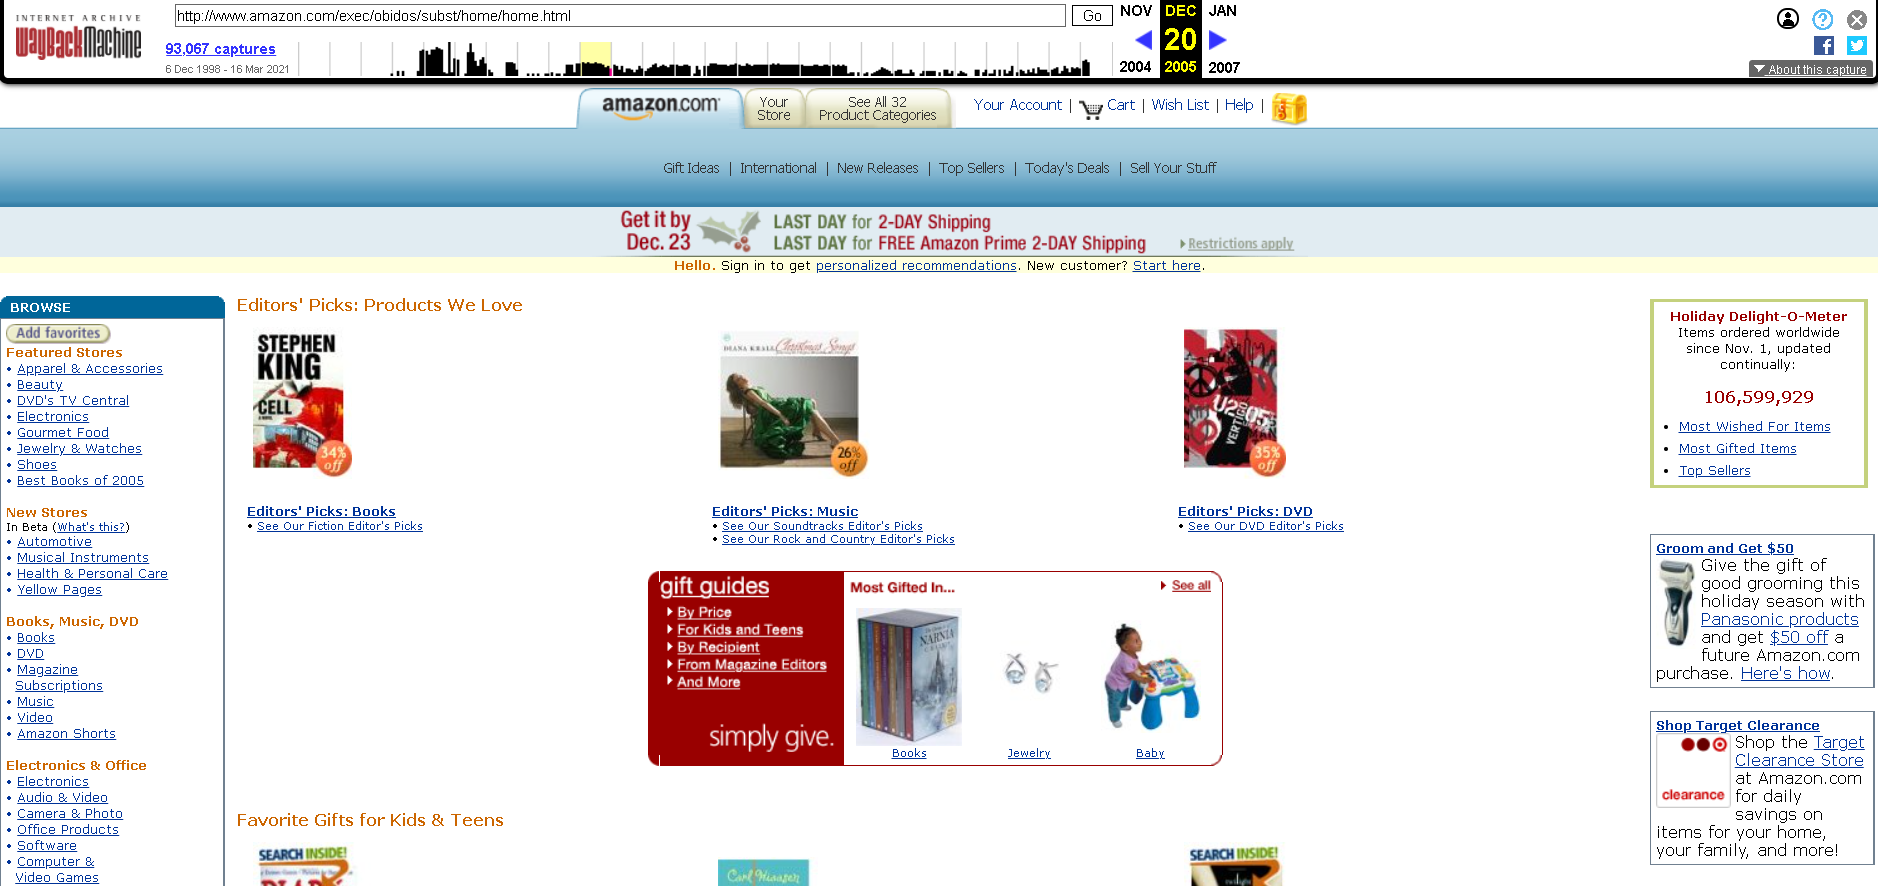 INTERNET ARCHIVE
WayBackMachine
http://www.amazon.com/exec/obidos/subst/home/home.html
Go
93,067 captures
6 Dec 1998 - 16 Mar 2021
NOV DEC JAN
20
2004 2005 2007
About this capture
amazon.com
Your Store
See All 32 Product Categories
Your Account | Cart | Wish List | Help |
Gift Ideas | International | New Releases | Top Sellers | Today's Deals | Sell Your Stuff
Get it by
Dec. 23
LAST DAY for 2-DAY Shipping
LAST DAY for FREE Amazon Prime 2-DAY Shipping
Restrictions apply
Hello. Sign in to get personalized recommendations. New customer? Start here.
BROWSE
Add favorites
Featured Stores
• Apparel & Accessories
• Beauty
• DVD's TV Central
• Electronics
• Gourmet Food
• Jewelry & Watches
• Shoes
• Best Books of 2005
New Stores
In Beta (What's this?)
• Automotive
• Musical Instruments
• Health & Personal Care
• Yellow Pages
Books, Music, DVD
• Books
• DVD
• Magazine
Subscriptions
• Music
• Video
• Amazon Shorts
Electronics & Office
• Electronics
• Audio & Video
• Camera & Photo
• Office Products
• Software
• Computer &
Video Games
Editors' Picks: Products We Love
STEPHEN
KING
CELL
A NOVEL
34%
off
DIANA KRALL Christmas Songs
26%
off
U2
VERTIGO
35%
off
Editors' Picks: Books
• See Our Fiction Editor's Picks
Editors' Picks: Music
• See Our Soundtracks Editor's Picks
• See Our Rock and Country Editor's Picks
Editors' Picks: DVD
• See Our DVD Editor's Picks
gift guides
By Price
For Kids and Teens
By Recipient
From Magazine Editors
And More
simply give.
Most Gifted In...
See all
NARNIA
Books
Jewelry
Baby
Favorite Gifts for Kids & Teens
SEARCH INSIDE!
Carl Hiaasen
SEARCH INSIDE!
twilight
Holiday Delight-O-Meter
Items ordered worldwide
since Nov. 1, updated
continually:
106,599,929
• Most Wished For Items
• Most Gifted Items
• Top Sellers
Groom and Get $50
Give the gift of
good grooming this
holiday season with
Panasonic products
and get $50 off a
future Amazon.com
purchase. Here's how.
Shop Target Clearance
clearance
Shop the Target
Clearance Store
at Amazon.com
for daily
savings on
items for your home,
your family, and more!